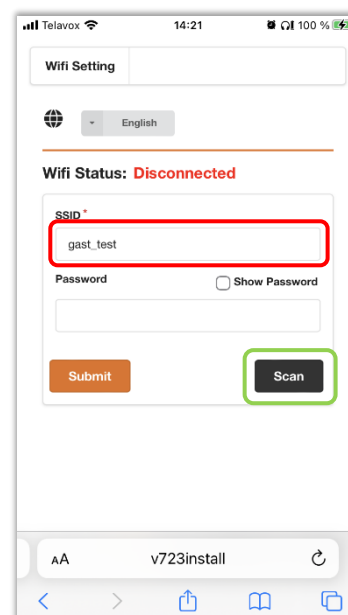 Telavox 14:21 100 %
Wifi Setting
English
Wifi Status: Disconnected
SSID *
gast_test
Password Show Password
Submit Scan
AA v723install